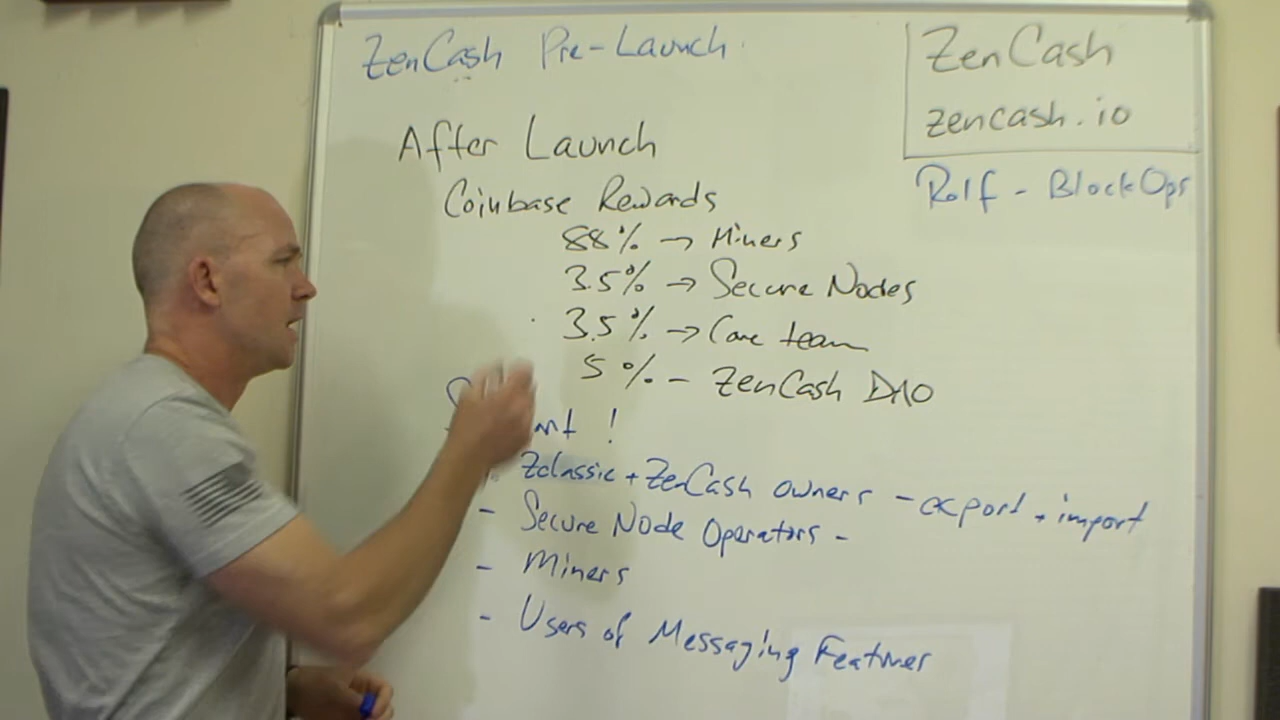 ZenCash Pre-Launch
ZenCash
zencash.io
Rolf - BlockOps
After Launch
Coinbase Rewards
88% → Miners
3.5% → Secure Nodes
3.5% → Core team
5% - ZenCash DAO
!
Zclassic + ZenCash owners - export + import
- Secure Node Operators -
- Miners
- Users of Messaging Features